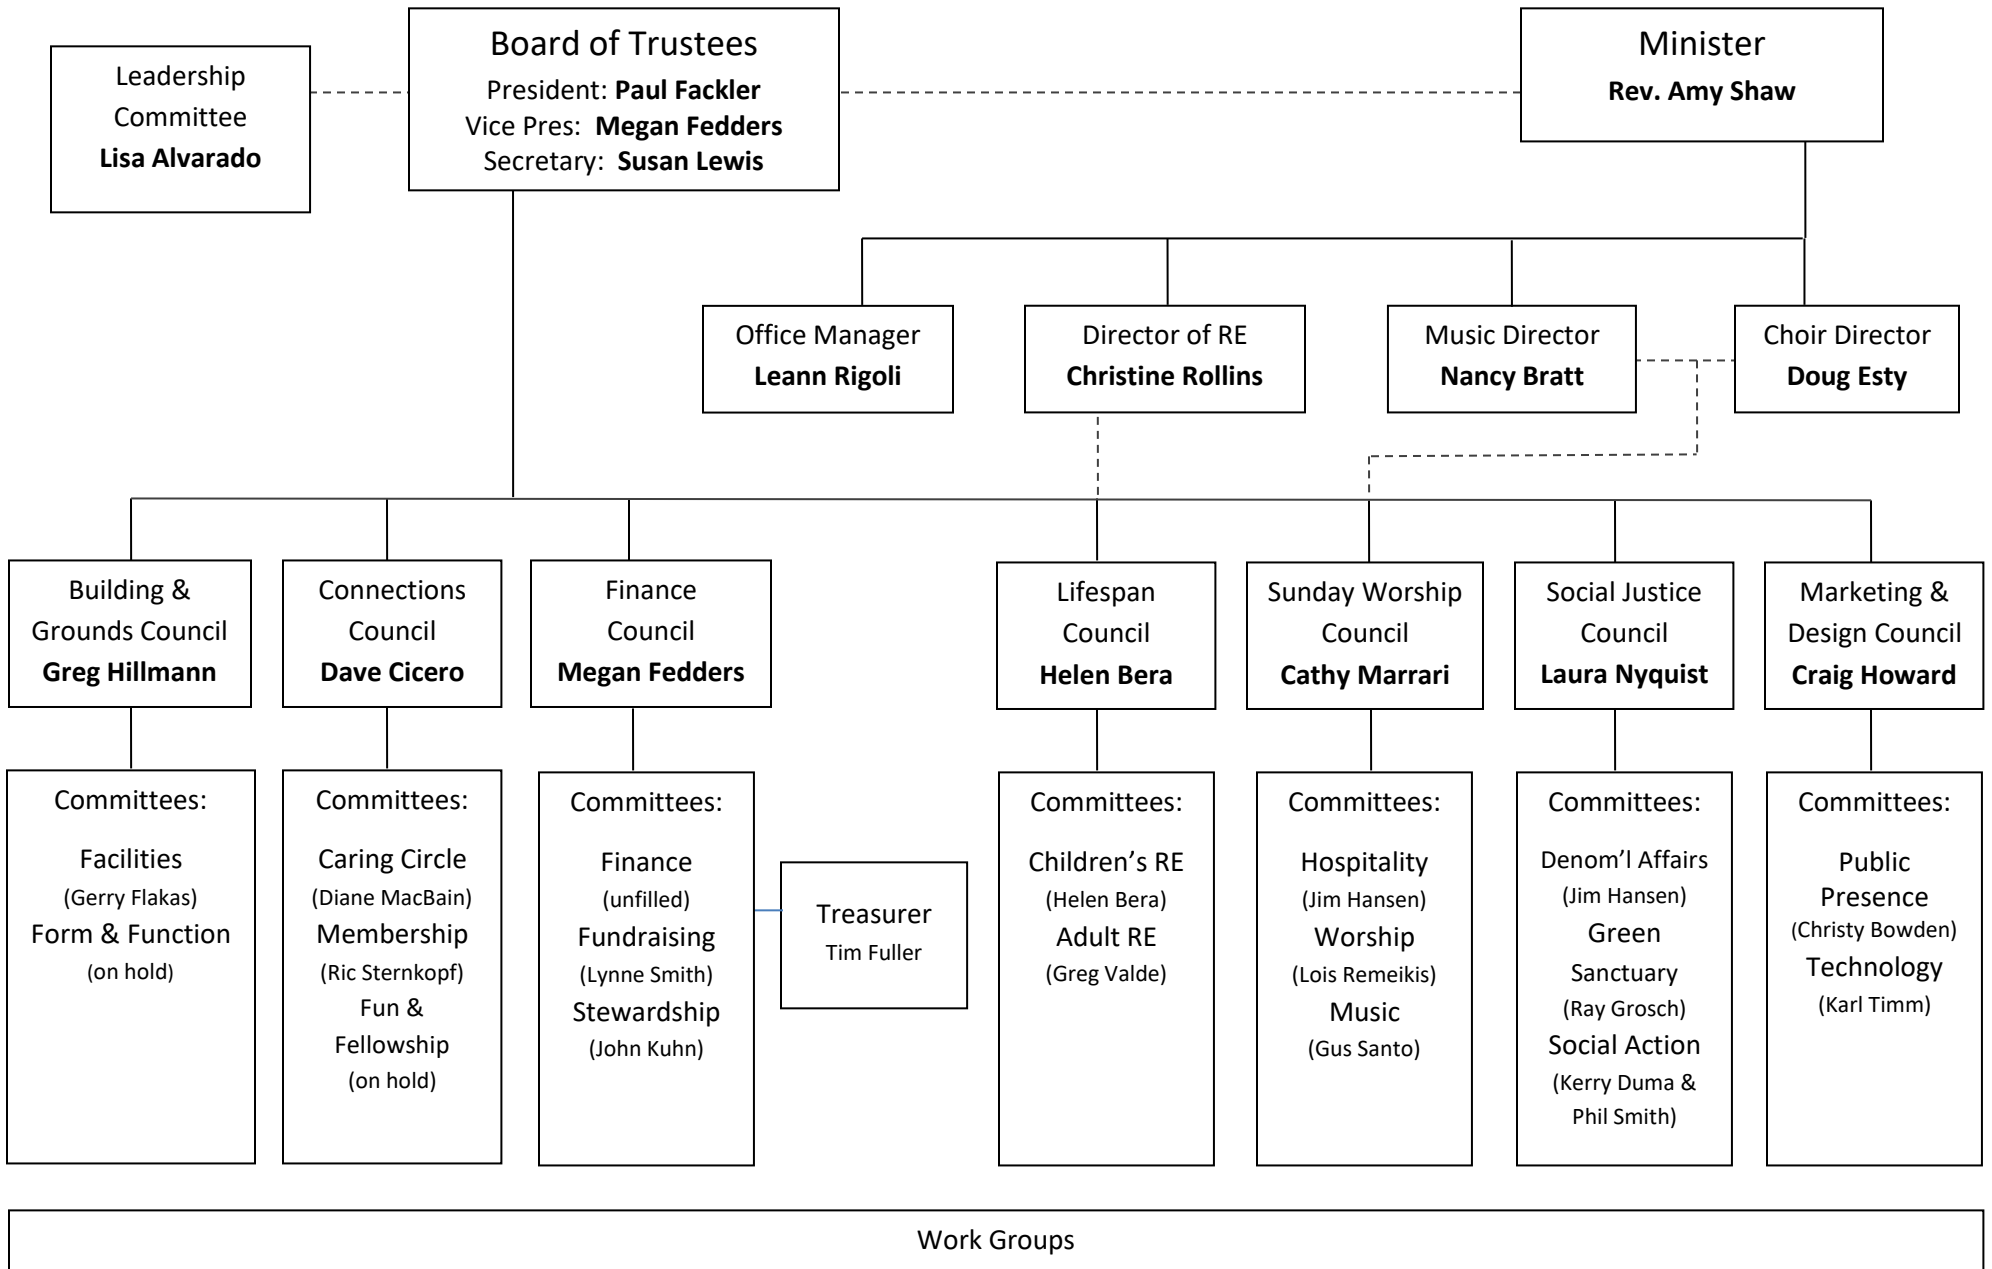 Leadership
Committee
Lisa Alvarado
Board of Trustees
President: Paul Fackler
Vice Pres:  Megan Fedders
Secretary:  Susan Lewis
Minister
Rev. Amy Shaw
Office Manager
Leann Rigoli
Director of RE
Christine Rollins
Music Director
Nancy Bratt
Choir Director
Doug Esty
Building &
Grounds Council
Greg Hillmann
Connections
Council
Dave Cicero
Finance
Council
Megan Fedders
Lifespan
Council
Helen Bera
Sunday Worship
Council
Cathy Marrari
Social Justice
Council
Laura Nyquist
Marketing &
Design Council
Craig Howard
Committees:
Facilities
(Gerry Flakas)
Form & Function
(on hold)
Committees:
Caring Circle
(Diane MacBain)
Membership
(Ric Sternkopf)
Fun &
Fellowship
(on hold)
Committees:
Finance
(unfilled)
Fundraising
(Lynne Smith)
Stewardship
(John Kuhn)
Treasurer
Tim Fuller
Committees:
Children’s RE
(Helen Bera)
Adult RE
(Greg Valde)
Committees:
Hospitality
(Jim Hansen)
Worship
(Lois Remeikis)
Music
(Gus Santo)
Committees:
Denom’l Affairs
(Jim Hansen)
Green
Sanctuary
(Ray Grosch)
Social Action
(Kerry Duma &
Phil Smith)
Committees:
Public
Presence
(Christy Bowden)
Technology
(Karl Timm)
Work Groups